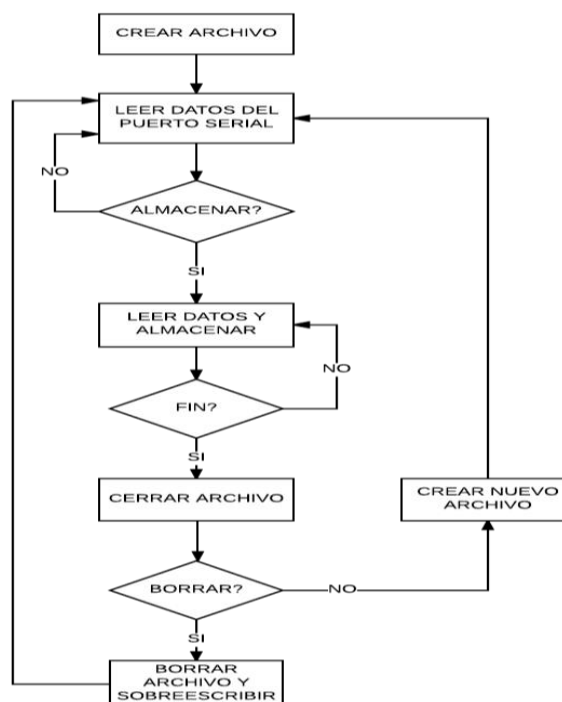 CREAR ARCHIVO
LEER DATOS DEL
PUERTO SERIAL
NO
ALMACENAR?
SI
LEER DATOS Y
ALMACENAR
NO
FIN?
SI
CERRAR ARCHIVO
CREAR NUEVO
ARCHIVO
BORRAR?
NO
SI
BORRAR
ARCHIVO Y
SOBREESCRIBIR